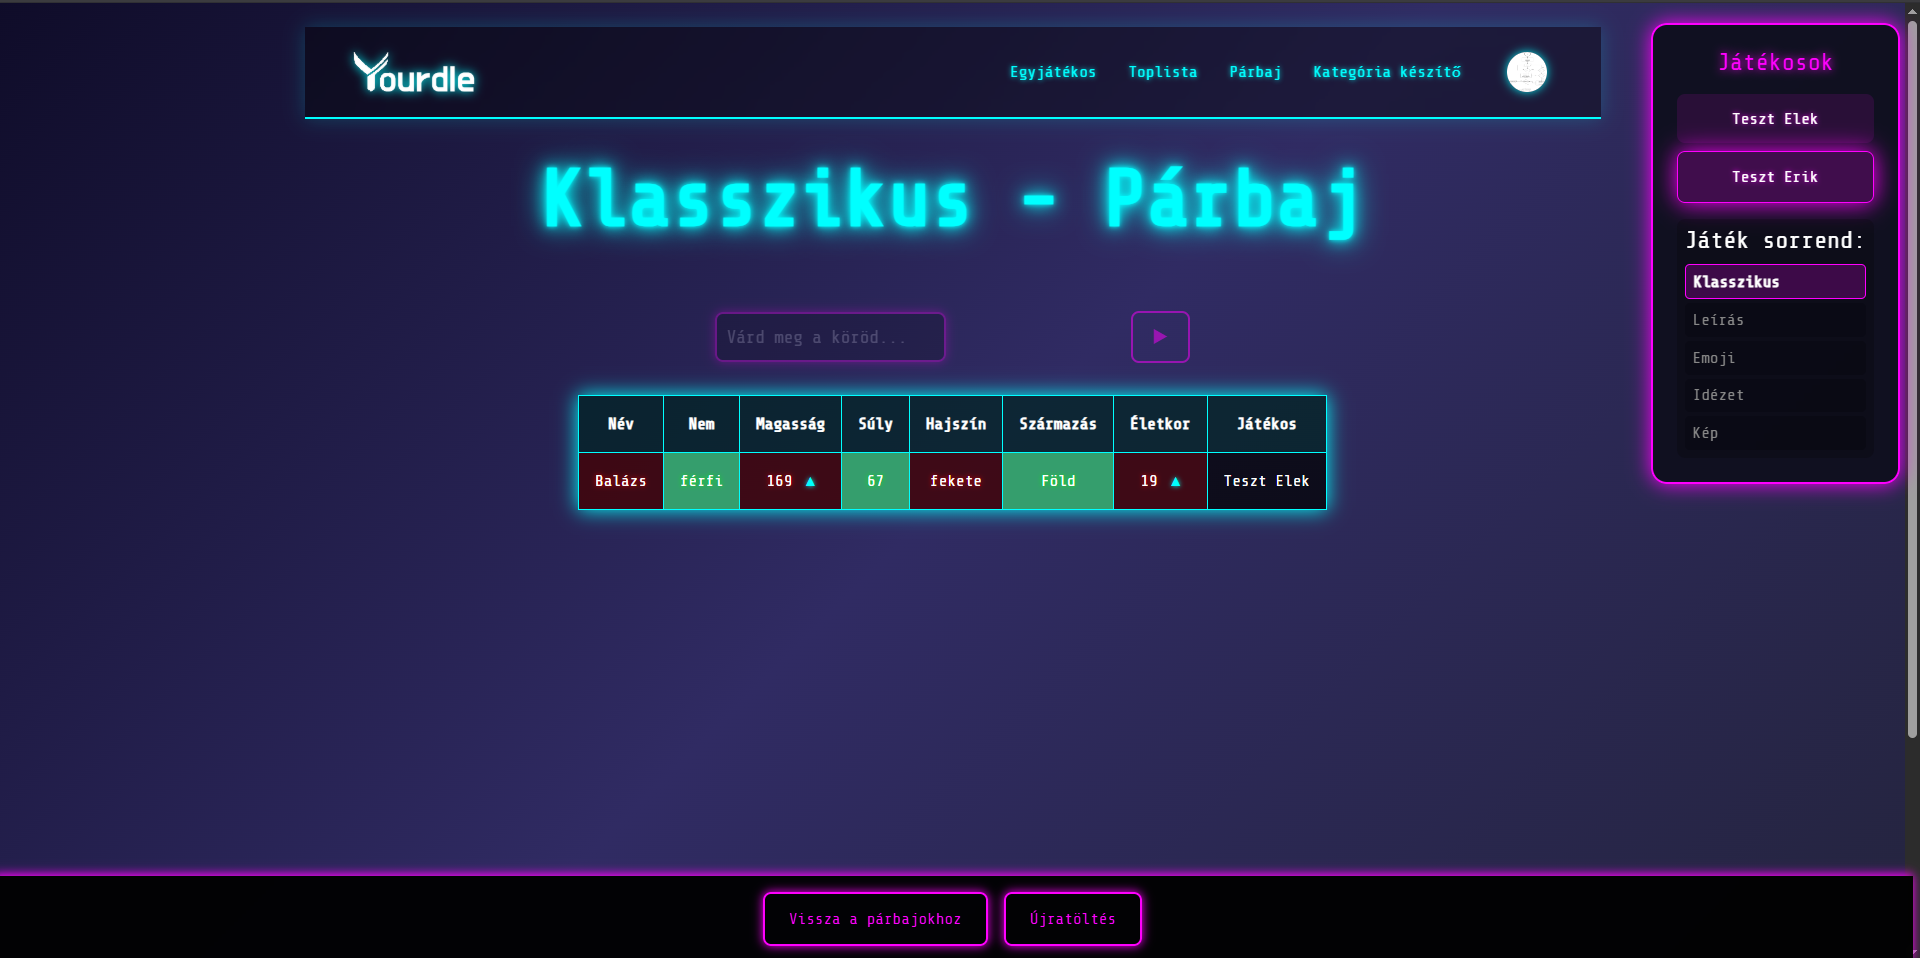 Yourdle
Egyjátékos Toplista Párbaj Kategória készítő
Klasszikus - Párbaj
Várd meg a köröd...
▶
Név Nem Magasság Súly Hajszín Származás Életkor Játékos
Balázs férfi 169 ▲ 67 fekete Föld 19 ▲ Teszt Elek
Játékosok
Teszt Elek
Teszt Erik
Játék sorrend:
Klasszikus
Leírás
Emoji
Idézet
Kép
Vissza a párbajokhoz Újratöltés